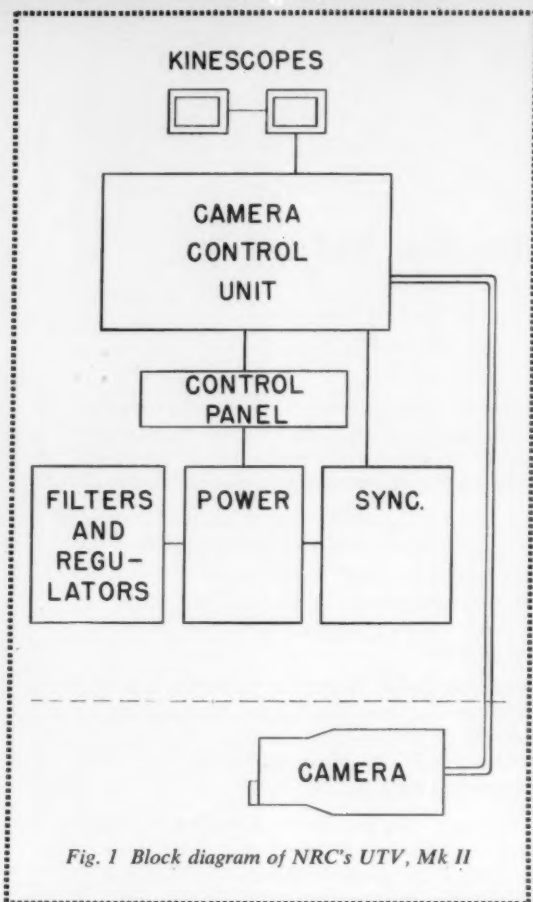 KINESCOPES
CAMERA
CONTROL
UNIT
CONTROL
PANEL
FILTERS
AND
REGU-
LATORS
POWER
SYNC.
CAMERA
Fig. 1 Block diagram of NRC's UTV, Mk II